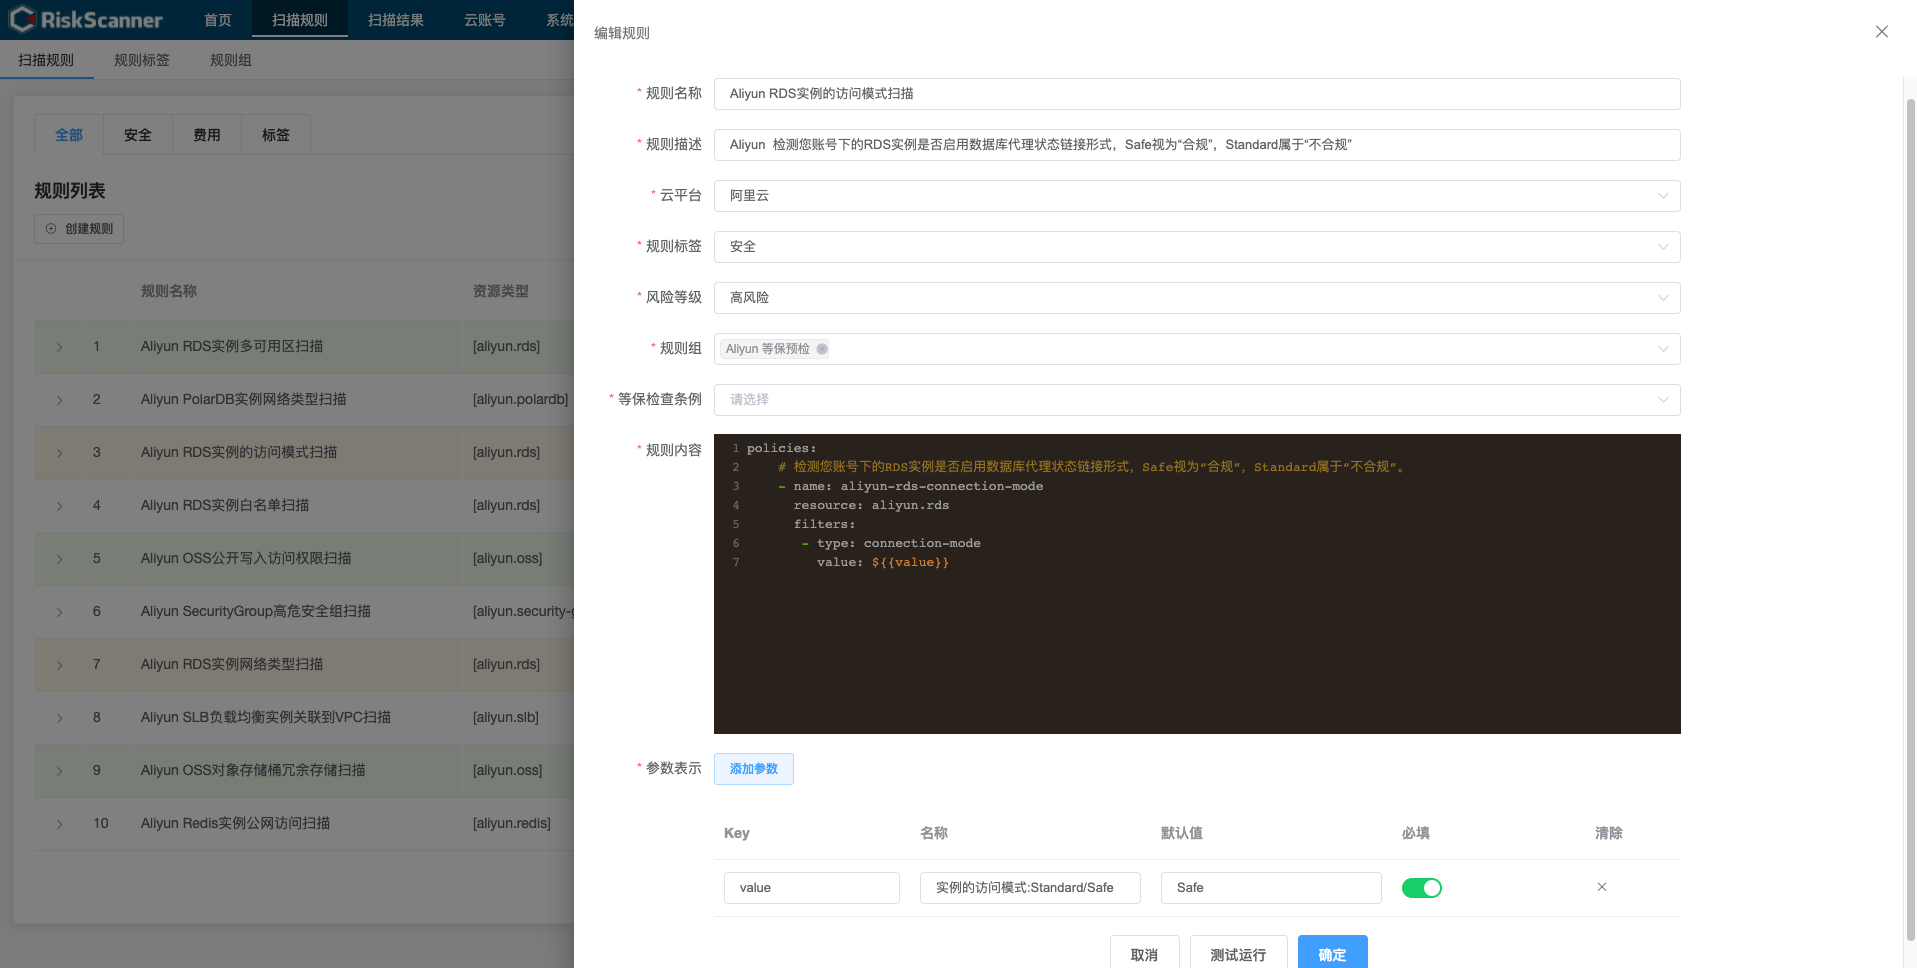 RiskScanner 首页 扫描规则 扫描结果 云账号 系统
扫描规则 规则标签 规则组
全部 安全 费用 标签
规则列表
创建规则
规则名称 资源类型
1 Aliyun RDS实例多可用区扫描 [aliyun.rds]
2 Aliyun PolarDB实例网络类型扫描 [aliyun.polardb]
3 Aliyun RDS实例的访问模式扫描 [aliyun.rds]
4 Aliyun RDS实例白名单扫描 [aliyun.rds]
5 Aliyun OSS公开写入访问权限扫描 [aliyun.oss]
6 Aliyun SecurityGroup高危安全组扫描 [aliyun.security-g
7 Aliyun RDS实例网络类型扫描 [aliyun.rds]
8 Aliyun SLB负载均衡实例关联到VPC扫描 [aliyun.slb]
9 Aliyun OSS对象存储桶冗余存储扫描 [aliyun.oss]
10 Aliyun Redis实例公网访问扫描 [aliyun.redis]
编辑规则
* 规则名称 Aliyun RDS实例的访问模式扫描
* 规则描述 Aliyun 检测您账号下的RDS实例是否启用数据库代理状态链接形式，Safe视为“合规”，Standard属于“不合规”
* 云平台 阿里云
* 规则标签 安全
* 风险等级 高风险
* 规则组 Aliyun 等保预检
* 等保检查条例 请选择
* 规则内容
1 policies:
2 # 检测您账号下的RDS实例是否启用数据库代理状态链接形式，Safe视为“合规”，Standard属于“不合规”。
3 - name: aliyun-rds-connection-mode
4 resource: aliyun.rds
5 filters:
6 - type: connection-mode
7 value: ${{value}}
* 参数表示 添加参数
Key 名称 默认值 必填 清除
value 实例的访问模式:Standard/Safe Safe
取消 测试运行 确定